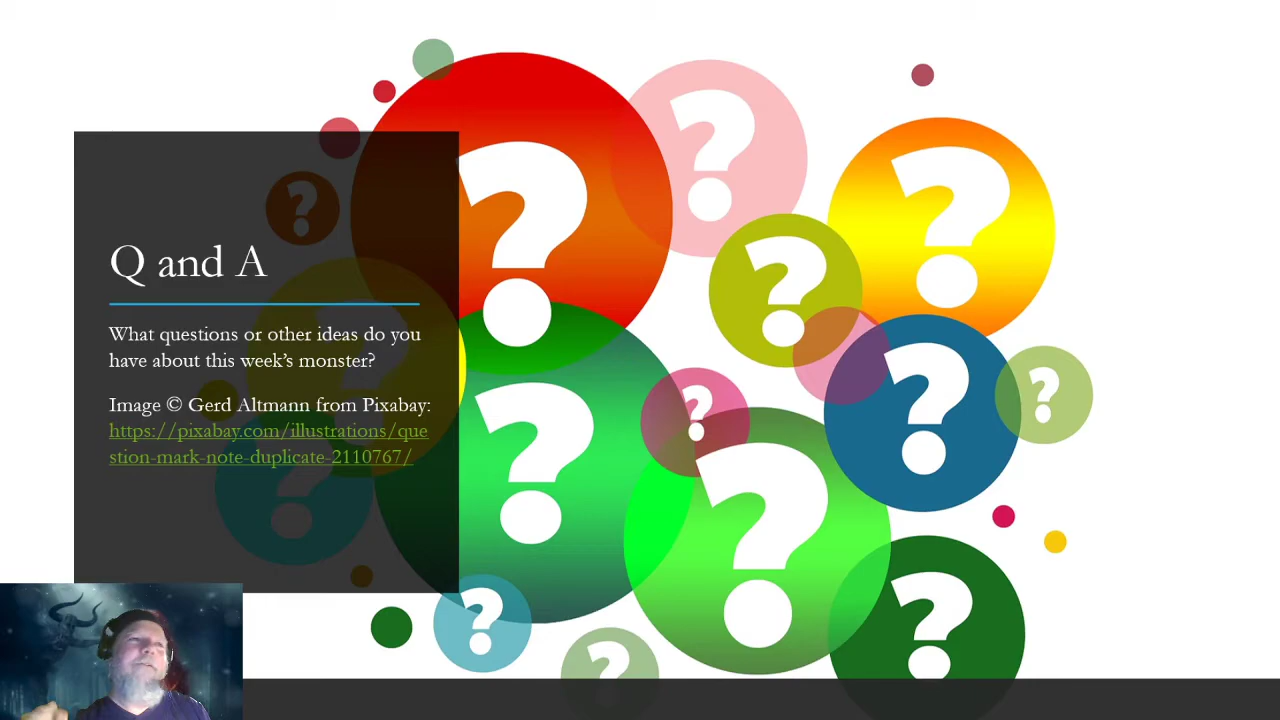 Q and A
What questions or other ideas do you
have about this week's monster?
Image © Gerd Altmann from Pixabay:
https://pixabay.com/illustrations/que
stion-mark-note-duplicate-2110767/
? ? ?
? ?
? ? ? ?
? ?
? ?
? ?